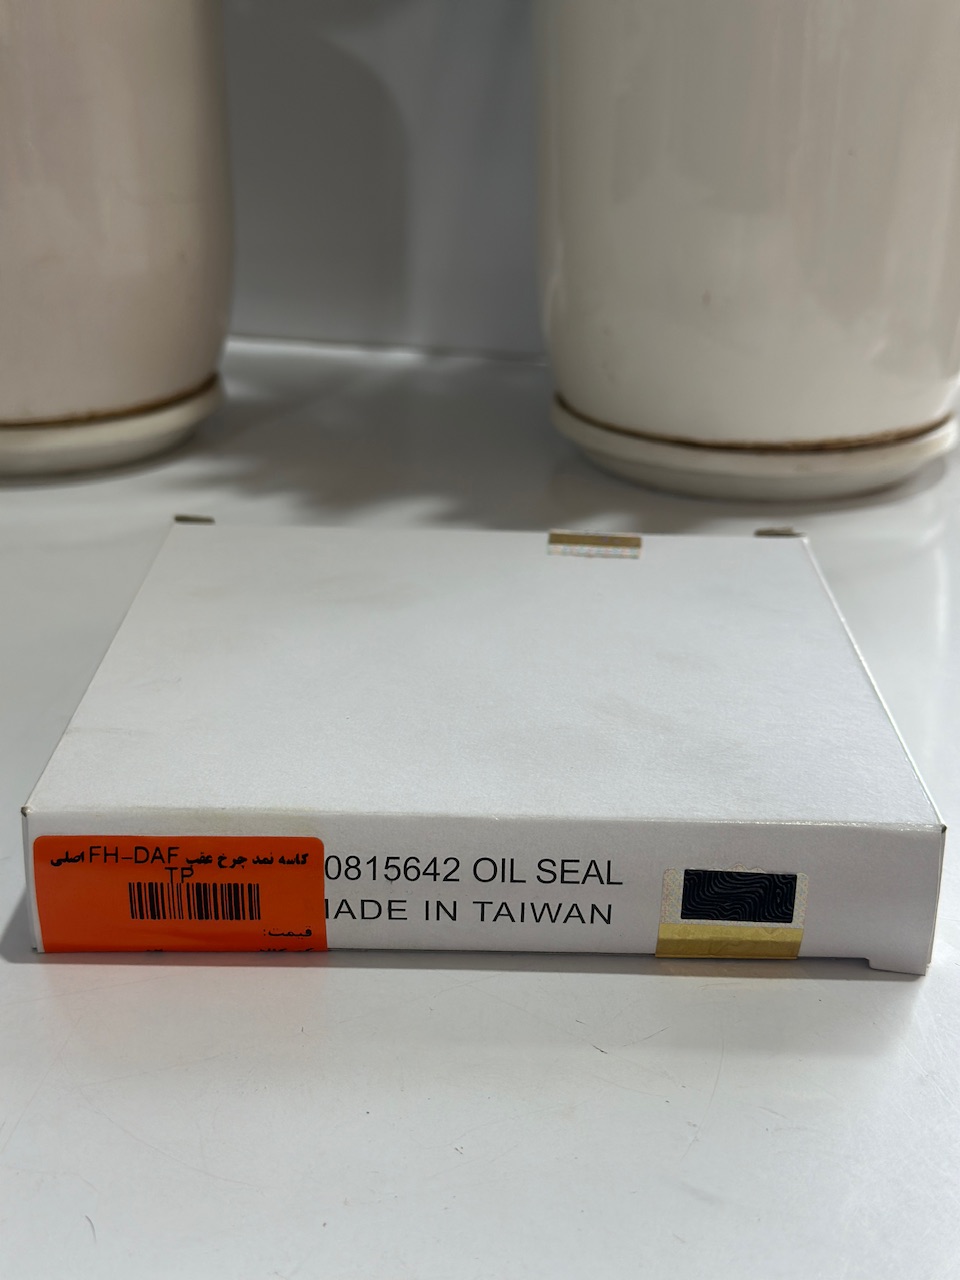 کاسه نمد چرخ عقب FH-DAF اصلی
TP
قیمت:
0815642 OIL SEAL
MADE IN TAIWAN